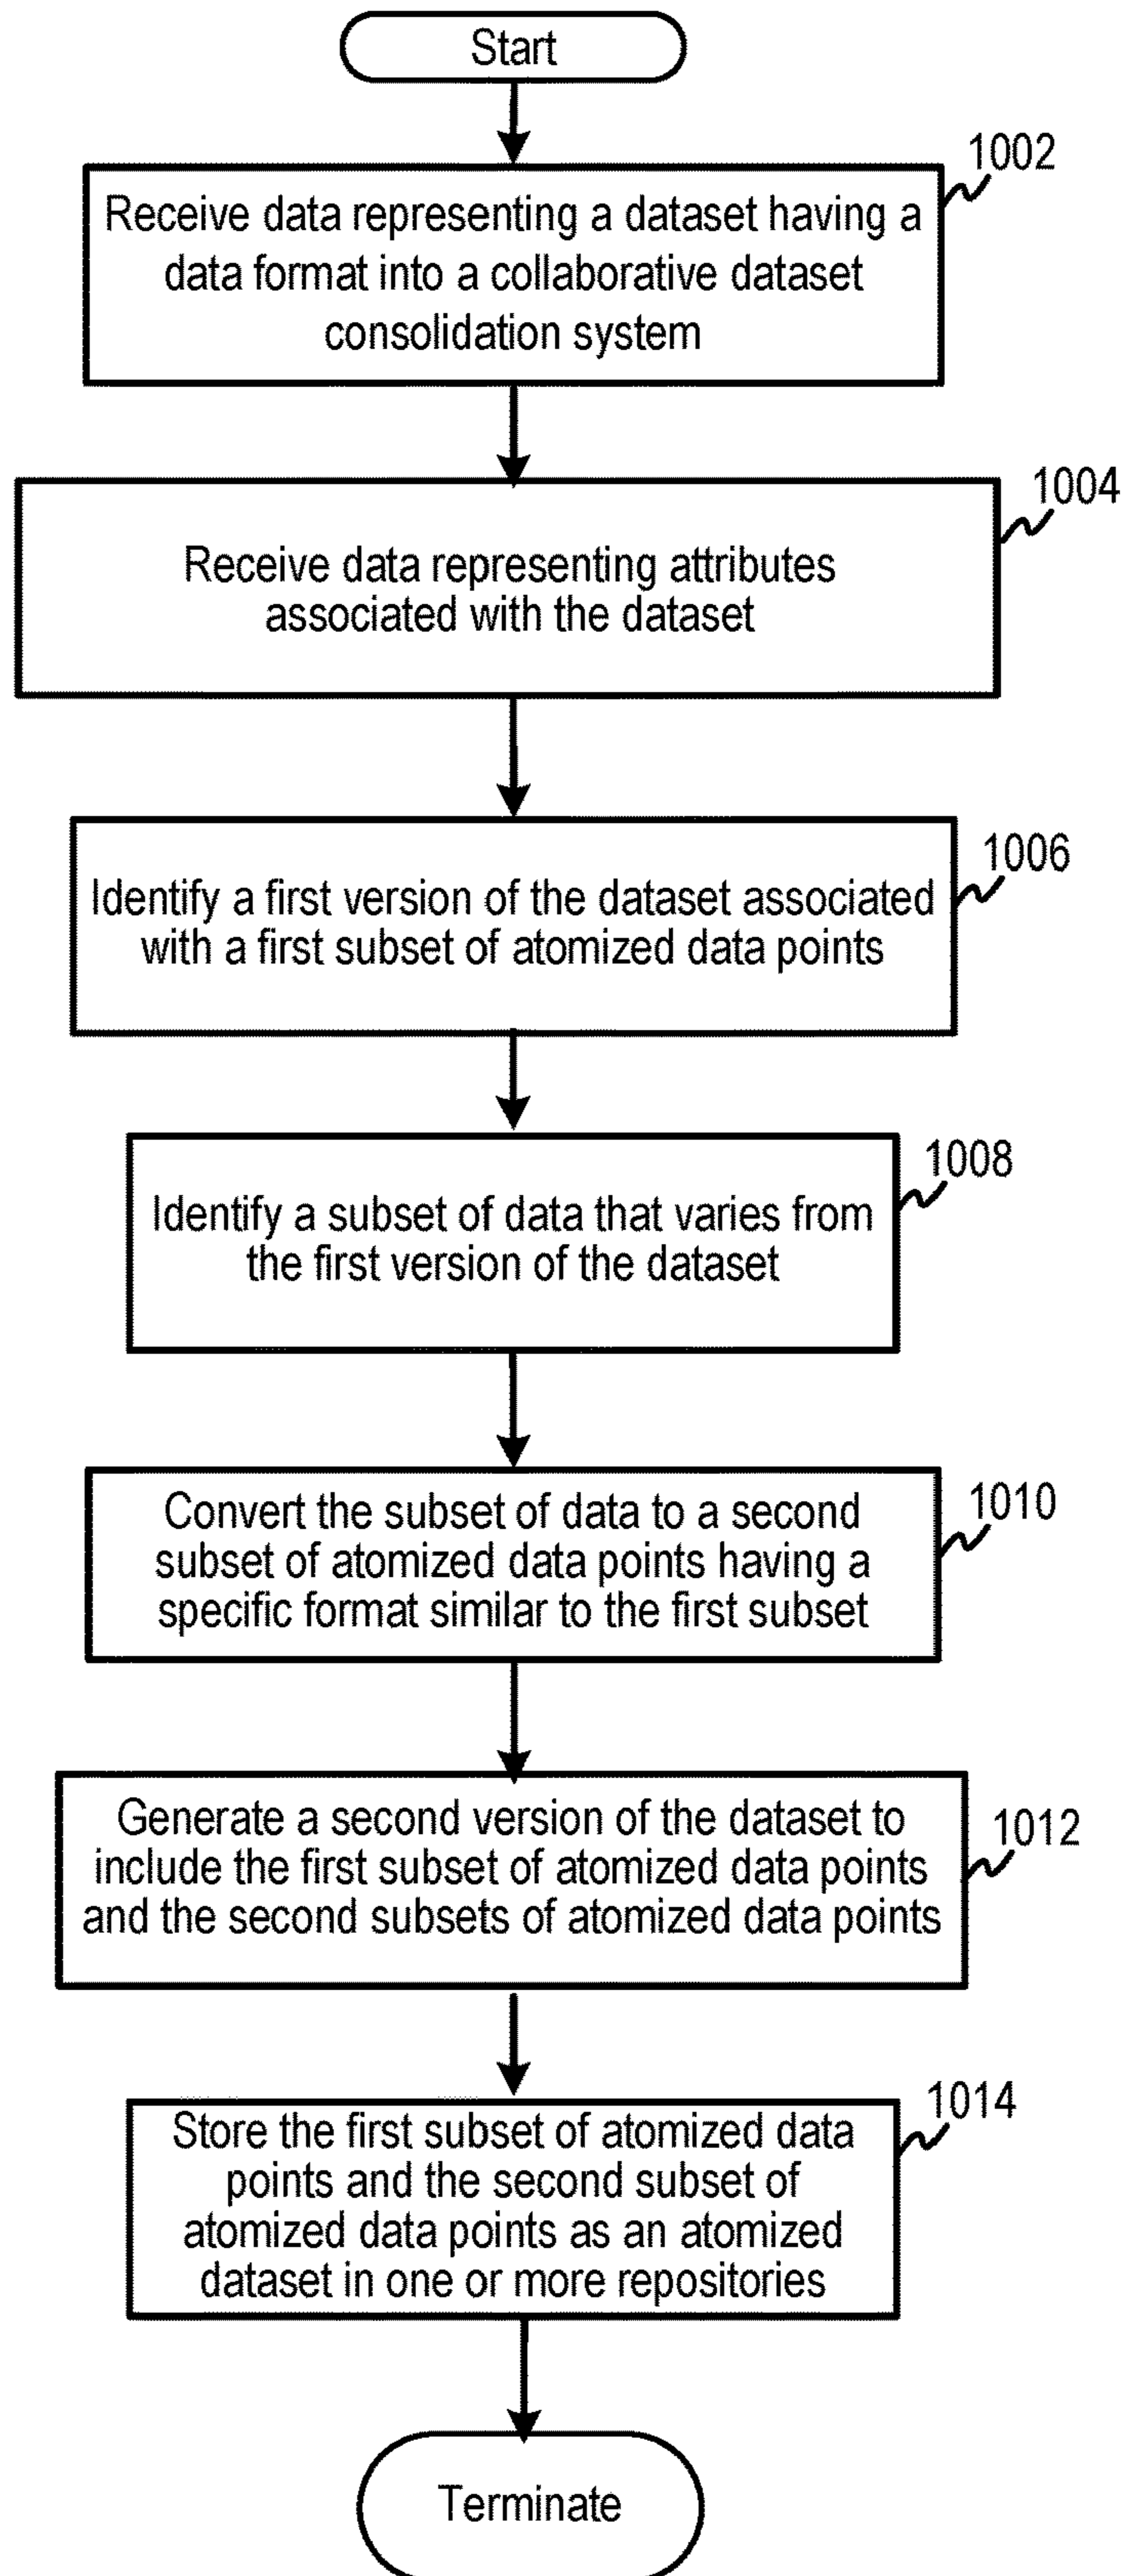 Start
1002
Receive data representing a dataset having a
data format into a collaborative dataset
consolidation system
1004
Receive data representing attributes
associated with the dataset
1006
Identify a first version of the dataset associated
with a first subset of atomized data points
1008
Identify a subset of data that varies from
the first version of the dataset
1010
Convert the subset of data to a second
subset of atomized data points having a
specific format similar to the first subset
1012
Generate a second version of the dataset to
include the first subset of atomized data points
and the second subsets of atomized data points
1014
Store the first subset of atomized data
points and the second subset of
atomized data points as an atomized
dataset in one or more repositories
Terminate